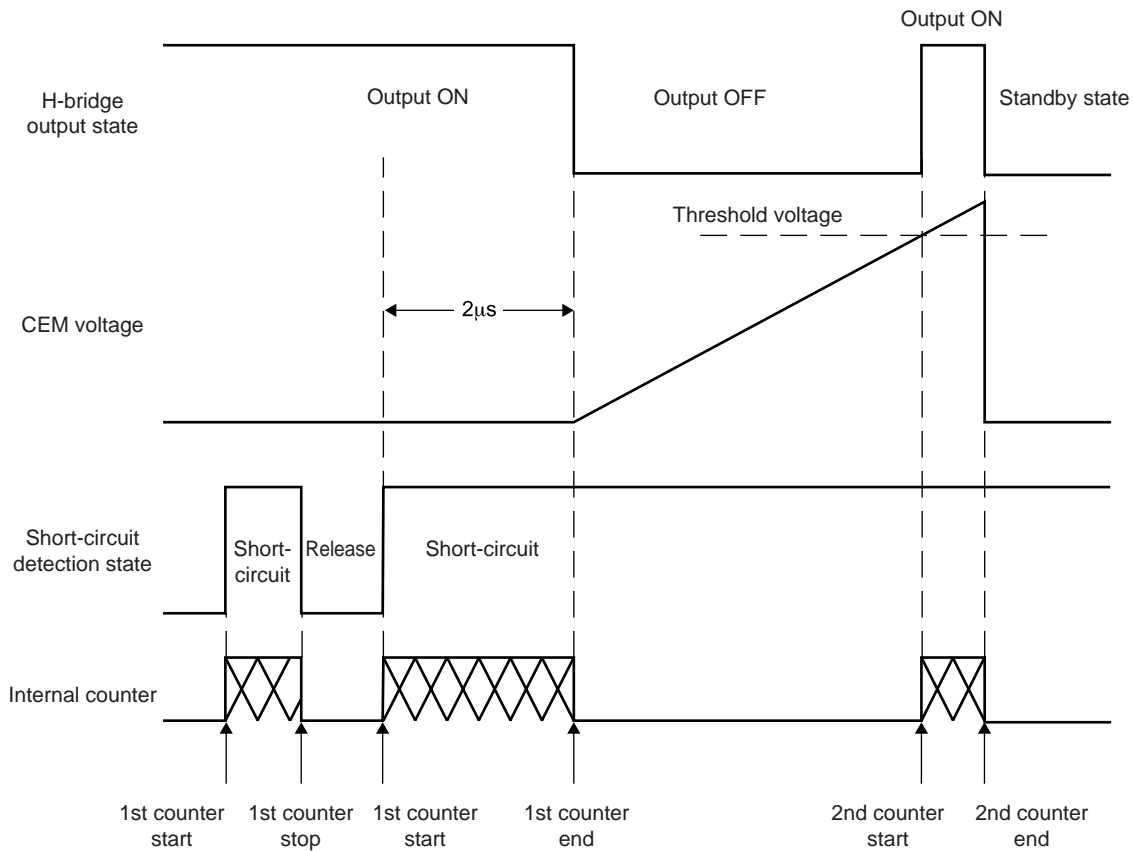 Output ON
H-bridge
output state
Output ON
Output OFF
Standby state
Threshold voltage
CEM voltage
2μs
Short-circuit
detection state
Short-
circuit
Release
Short-circuit
Internal counter
1st counter
start
1st counter
stop
1st counter
start
1st counter
end
2nd counter
start
2nd counter
end